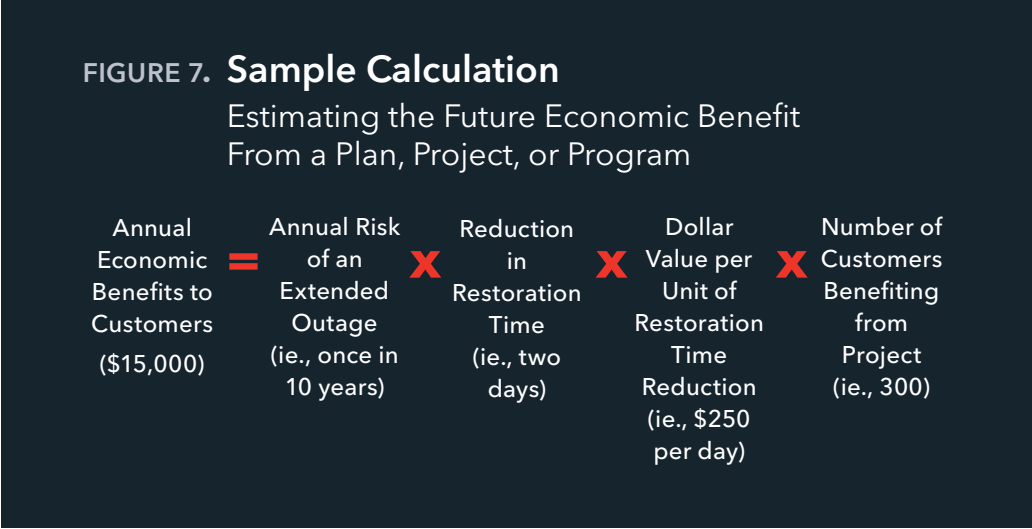 FIGURE 7. Sample Calculation
Estimating the Future Economic Benefit
From a Plan, Project, or Program
Annual
Economic
Benefits to
Customers
($15,000)
=
Annual Risk
of an
Extended
Outage
(ie., once in
10 years)
x
Reduction
in
Restoration
Time
(ie., two
days)
x
Dollar
Value per
Unit of
Restoration
Time
Reduction
(ie., $250
per day)
x
Number of
Customers
Benefiting
from
Project
(ie., 300)